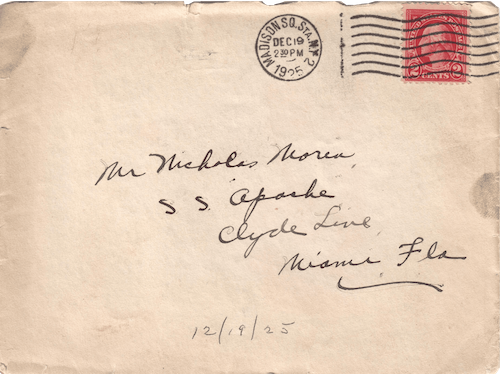 MADISON SQ. STA. N.Y. 2
DEC 19
2 30 PM
1925
2 CENTS 2
Mr Nicholas Morea
S S. Apache
Clyde Line
Miami Fla
12/19/25